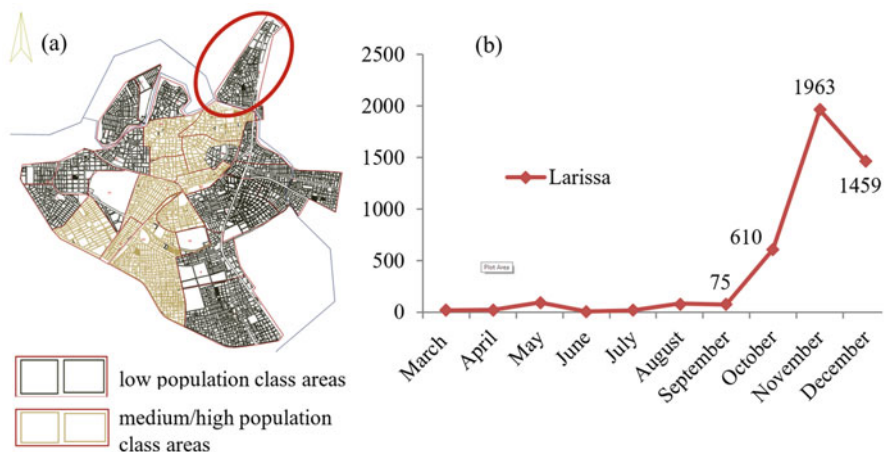 (a)
low population class areas
medium/high population
class areas
(b)
2500
2000
1500
1000
500
0
Larissa
Plot Area
75
610
1963
1459
March
April
May
June
July
August
September
October
November
December